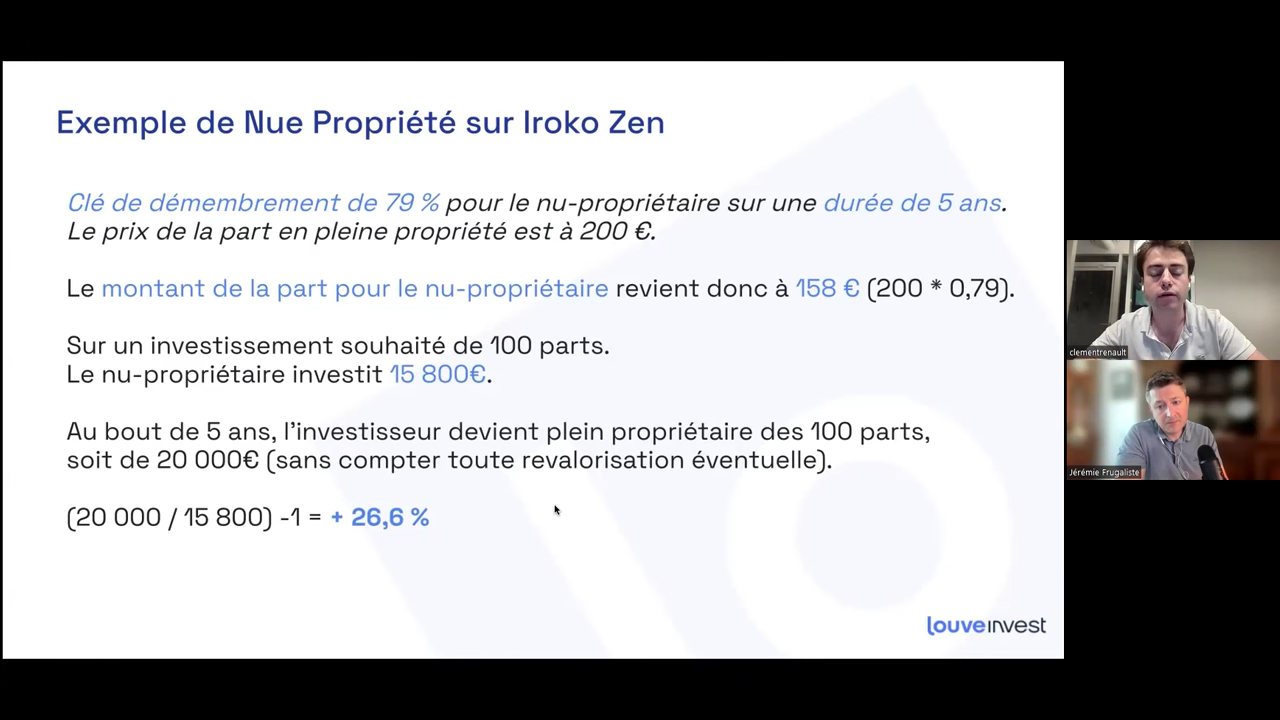 Exemple de Nue Propriété sur Iroko Zen
Clé de démembrement de 79 % pour le nu-propriétaire sur une durée de 5 ans.
Le prix de la part en pleine propriété est à 200 €.
Le montant de la part pour le nu-propriétaire revient donc à 158 € (200 * 0,79).
Sur un investissement souhaité de 100 parts.
Le nu-propriétaire investit 15 800€.
Au bout de 5 ans, l'investisseur devient plein propriétaire des 100 parts,
soit de 20 000€ (sans compter toute revalorisation éventuelle).
(20 000 / 15 800) -1 = + 26,6 %
louveinvest
clementrenault
Jérémie Frugaliste